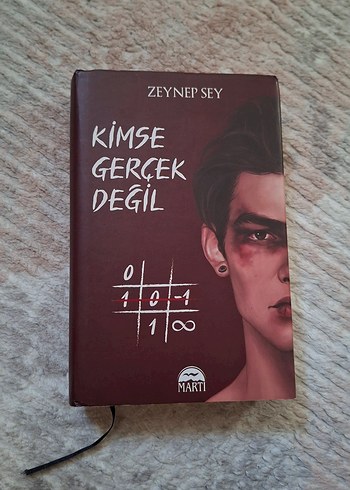 ZEYNEP SEY
KİMSE
GERÇEK
DEĞİL
0
1 0 -1
1 ∞
MARTI